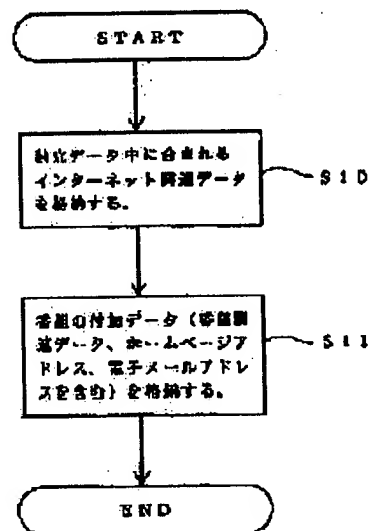 START
独立データ中に含まれる
インターネット関連データ
を格納する。
S10
番組の付加データ（番組関
連データ、ホームページア
ドレス、電子メールアドレ
スを含む）を格納する。
S11
END